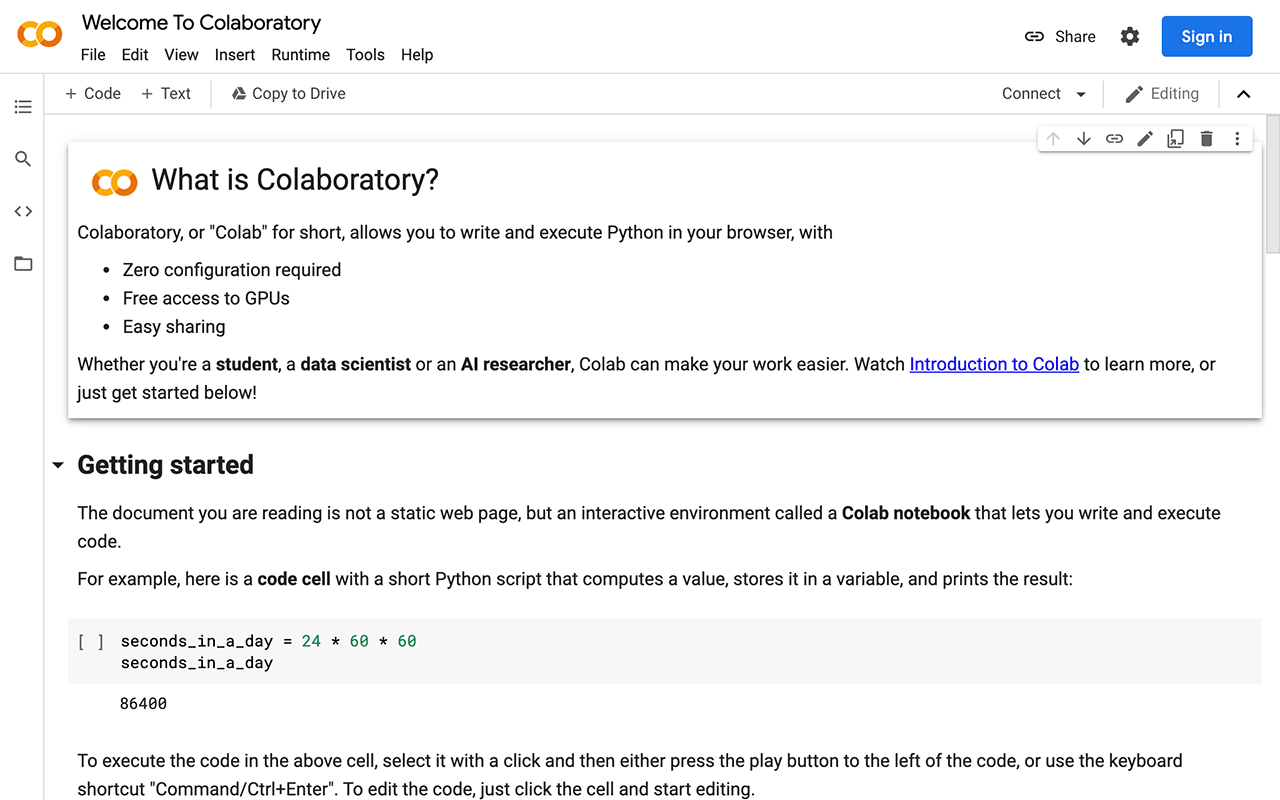 Welcome To Colaboratory
File Edit View Insert Runtime Tools Help
Share
Sign in
+ Code + Text Copy to Drive
Connect
Editing
What is Colaboratory?
Colaboratory, or "Colab" for short, allows you to write and execute Python in your browser, with
• Zero configuration required
• Free access to GPUs
• Easy sharing
Whether you're a student, a data scientist or an AI researcher, Colab can make your work easier. Watch Introduction to Colab to learn more, or
just get started below!
Getting started
The document you are reading is not a static web page, but an interactive environment called a Colab notebook that lets you write and execute
code.
For example, here is a code cell with a short Python script that computes a value, stores it in a variable, and prints the result:
[ ] seconds_in_a_day = 24 * 60 * 60
seconds_in_a_day
86400
To execute the code in the above cell, select it with a click and then either press the play button to the left of the code, or use the keyboard
shortcut "Command/Ctrl+Enter". To edit the code, just click the cell and start editing.